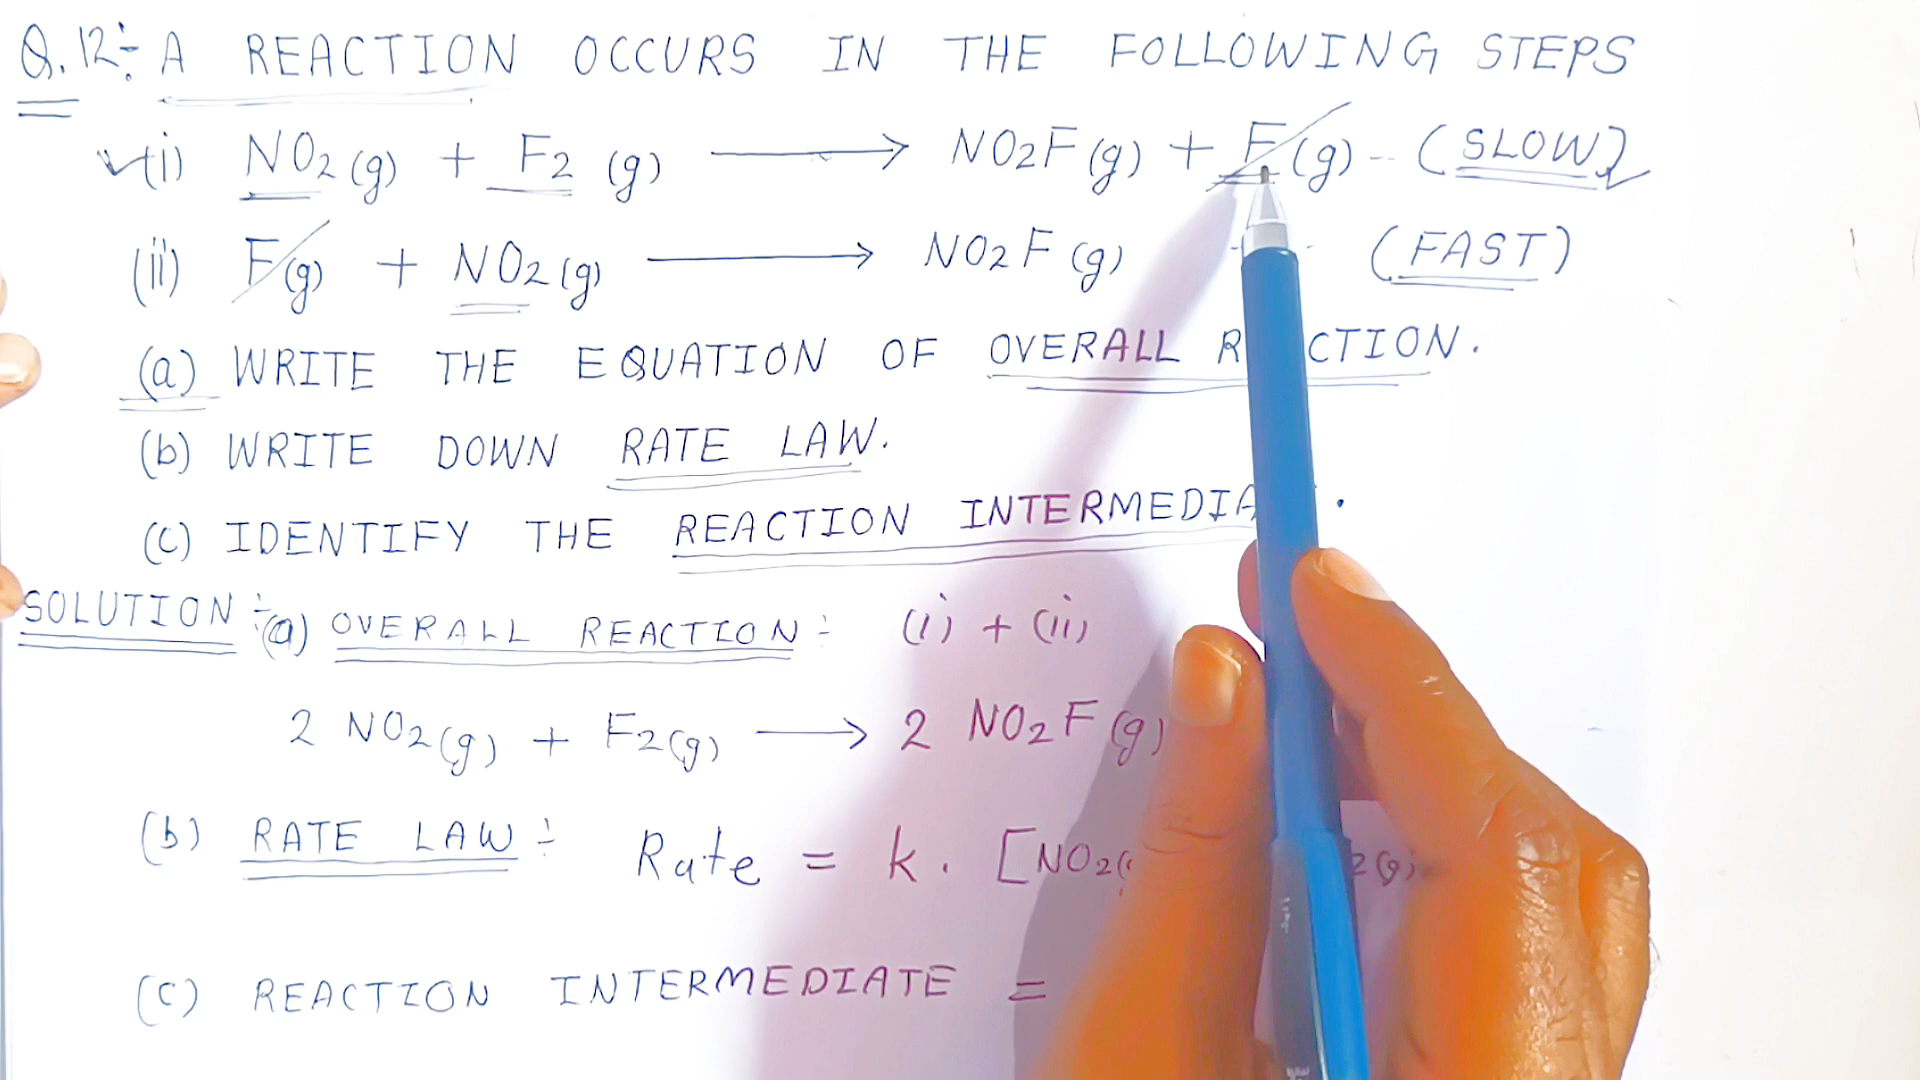 Q.12÷ A REACTION OCCURS IN THE FOLLOWING STEPS
(i) NO2(g) + F2 (g) → NO2F(g) + F(g) -- (SLOW)
(ii) F(g) + NO2(g) → NO2F(g) (FAST)
(a) WRITE THE EQUATION OF OVERALL
(b) WRITE DOWN RATE LAW.
(c) IDENTIFY THE REACTION
SOLUTION ÷ (a) OVERALL REACTION ÷ (i) + (ii)
2 NO2(g) + F2(g) → 2 NO2F(g)
(b) RATE LAW ÷ Rate = k . [NO2(
(c) REACTION INTERMEDIATE =